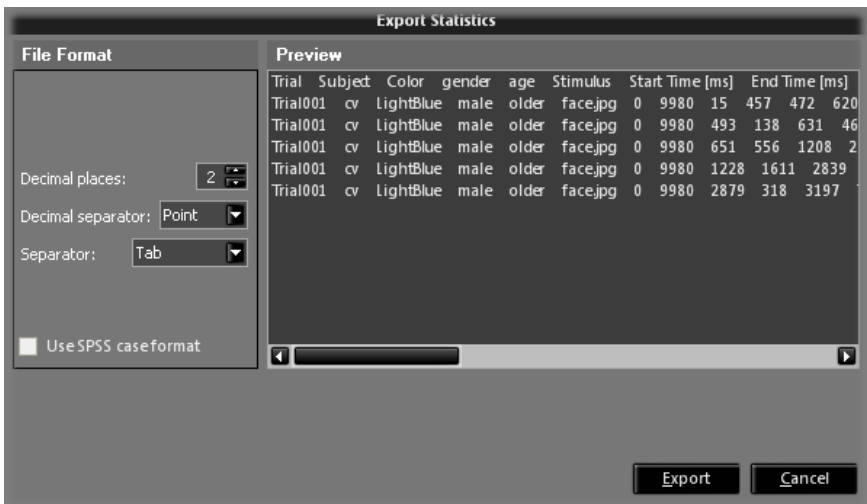 Export Statistics
File Format
Preview
Trial Subject Color gender age Stimulus Start Time [ms] End Time [ms]
Trial001 cv LightBlue male older face.jpg 0 9980 15 457 472 620
Trial001 cv LightBlue male older face.jpg 0 9980 493 138 631 46
Trial001 cv LightBlue male older face.jpg 0 9980 651 556 1208 2
Trial001 cv LightBlue male older face.jpg 0 9980 1228 1611 2839
Trial001 cv LightBlue male older face.jpg 0 9980 2879 318 3197
Decimal places: 2
Decimal separator: Point
Separator: Tab
Use SPSS case format
Export
Cancel